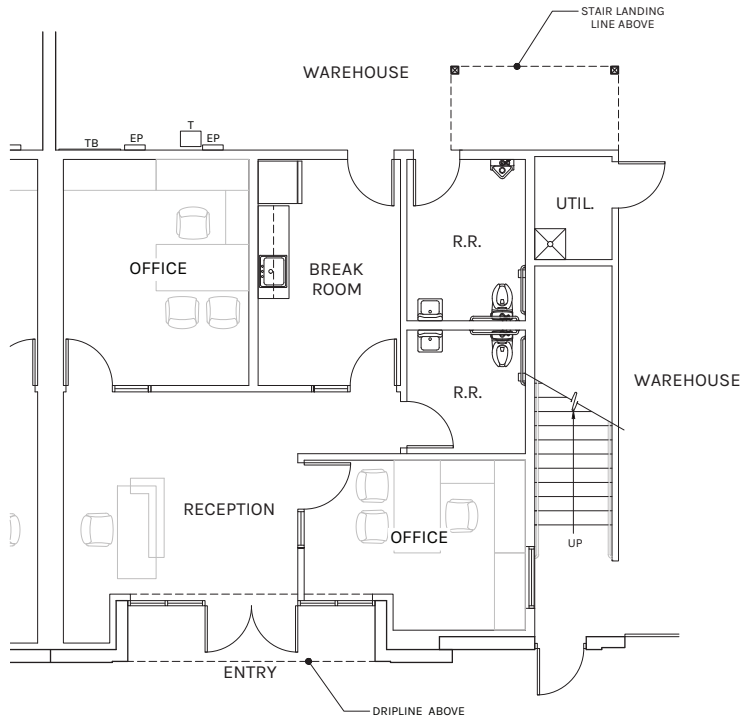 STAIR LANDING
LINE ABOVE
WAREHOUSE
T
TB
EP
EP
UTIL.
R.R.
OFFICE
BREAK
ROOM
WAREHOUSE
R.R.
RECEPTION
OFFICE
UP
ENTRY
DRIPLINE ABOVE